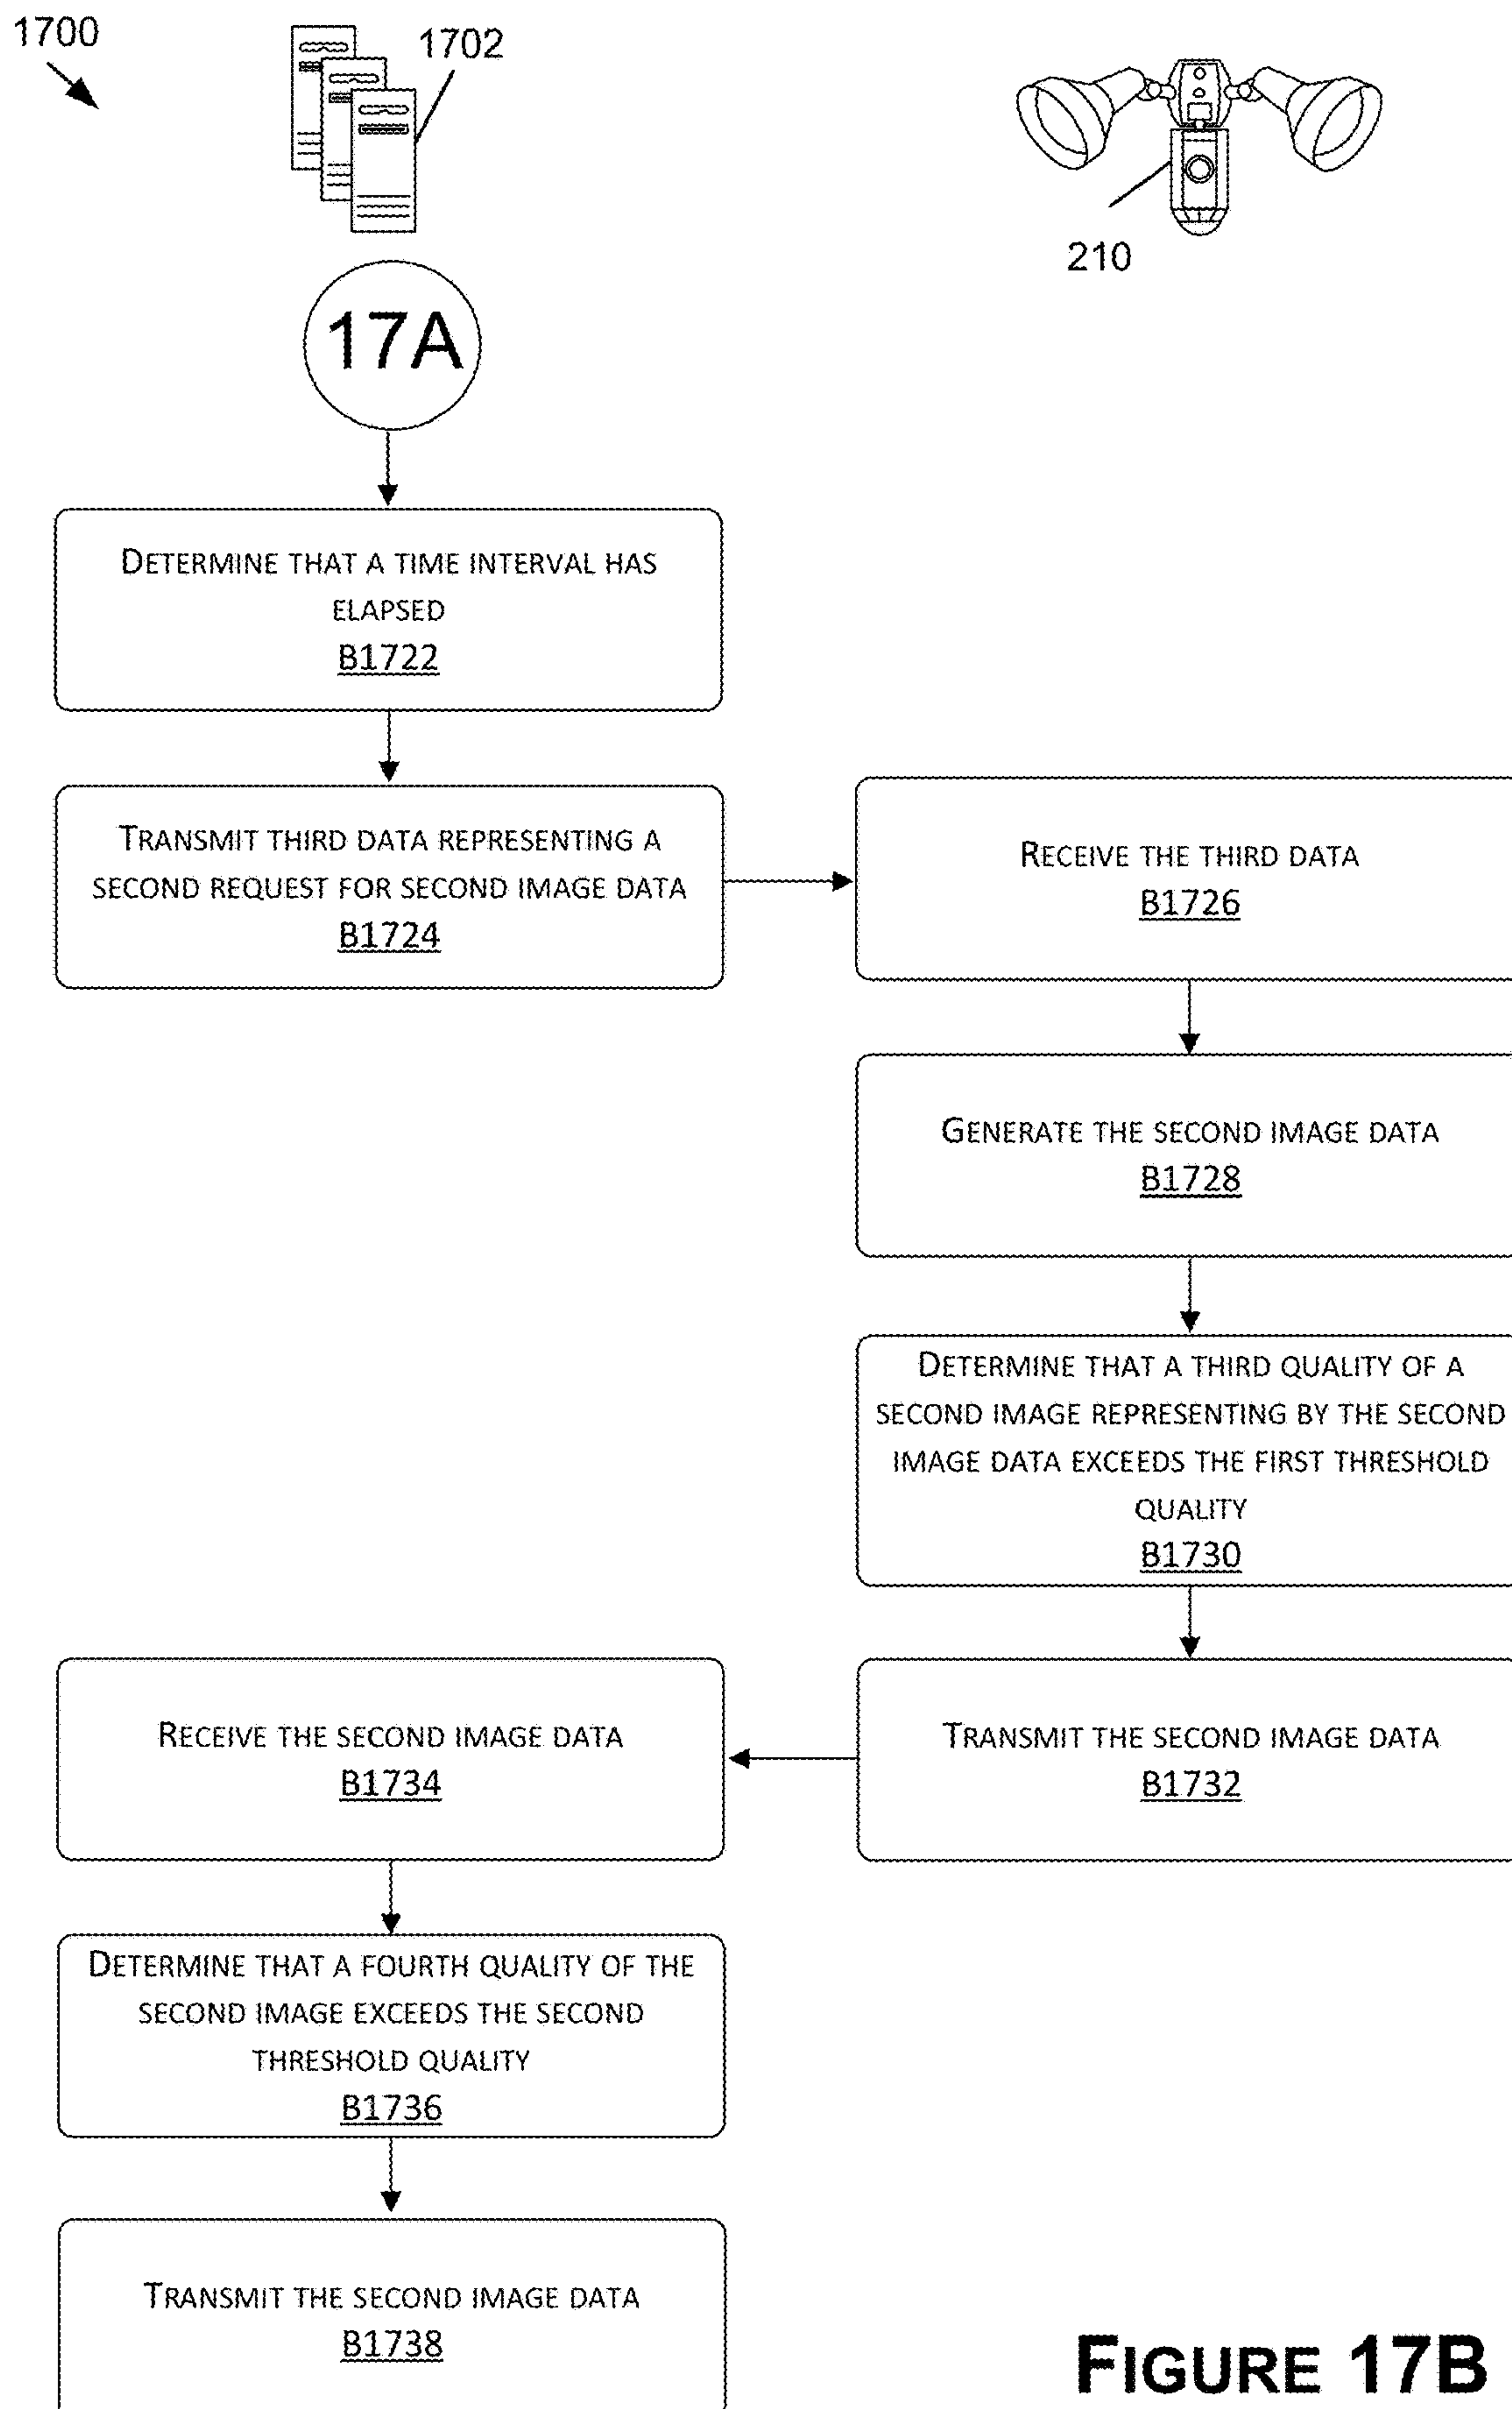 1700
1702
210
17A
DETERMINE THAT A TIME INTERVAL HAS
ELAPSED
B1722
TRANSMIT THIRD DATA REPRESENTING A
SECOND REQUEST FOR SECOND IMAGE DATA
B1724
RECEIVE THE THIRD DATA
B1726
GENERATE THE SECOND IMAGE DATA
B1728
DETERMINE THAT A THIRD QUALITY OF A
SECOND IMAGE REPRESENTING BY THE SECOND
IMAGE DATA EXCEEDS THE FIRST THRESHOLD
QUALITY
B1730
TRANSMIT THE SECOND IMAGE DATA
B1732
RECEIVE THE SECOND IMAGE DATA
B1734
DETERMINE THAT A FOURTH QUALITY OF THE
SECOND IMAGE EXCEEDS THE SECOND
THRESHOLD QUALITY
B1736
TRANSMIT THE SECOND IMAGE DATA
B1738
FIGURE 17B